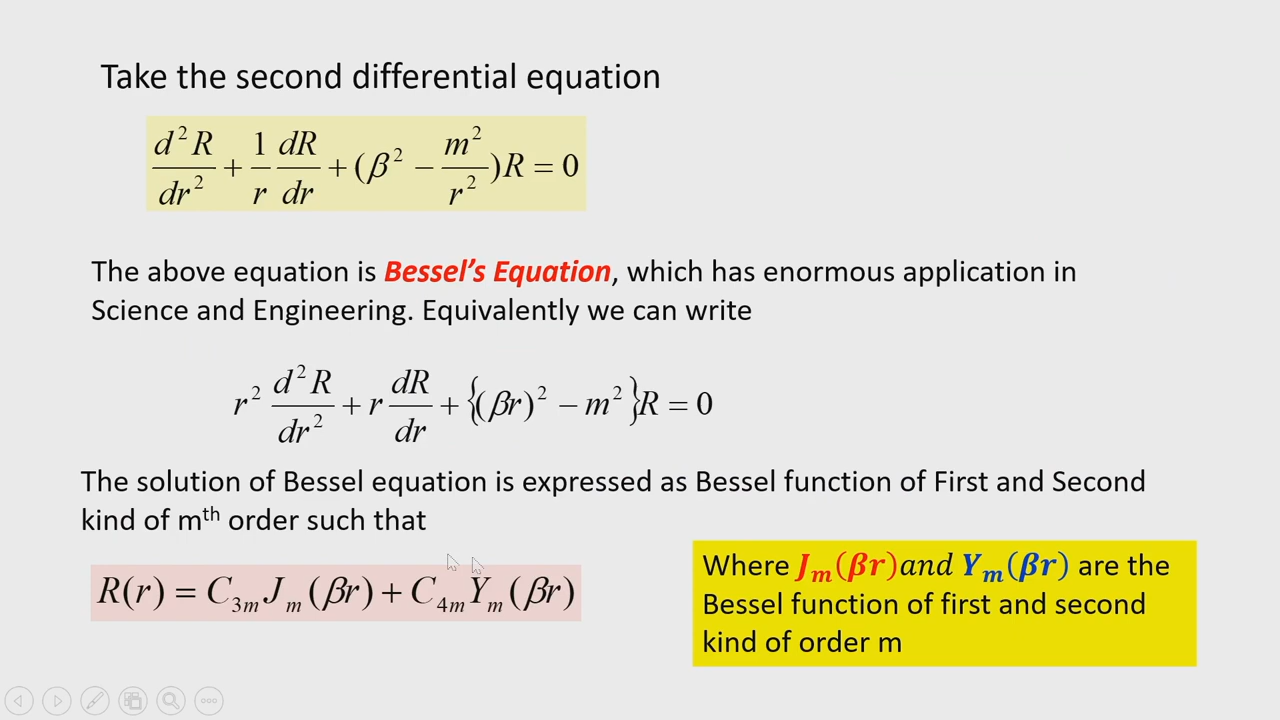 Take the second differential equation
d²R/dr² + 1/r dR/dr + (β² − m²/r²)R = 0
The above equation is Bessel’s Equation, which has enormous application in
Science and Engineering. Equivalently we can write
r² d²R/dr² + r dR/dr + {(βr)² − m²}R = 0
The solution of Bessel equation is expressed as Bessel function of First and Second
kind of mᵗʰ order such that
R(r) = C₃ₘJₘ(βr) + C₄ₘYₘ(βr)
Where Jₘ(βr)and Yₘ(βr) are the
Bessel function of first and second
kind of order m